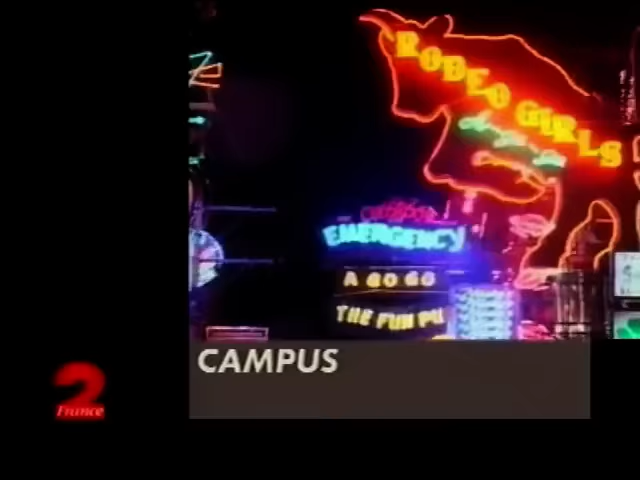 RODEO GIRLS
EMERGENCY
A GO GO
THE FUN PU
CAMPUS
2
France